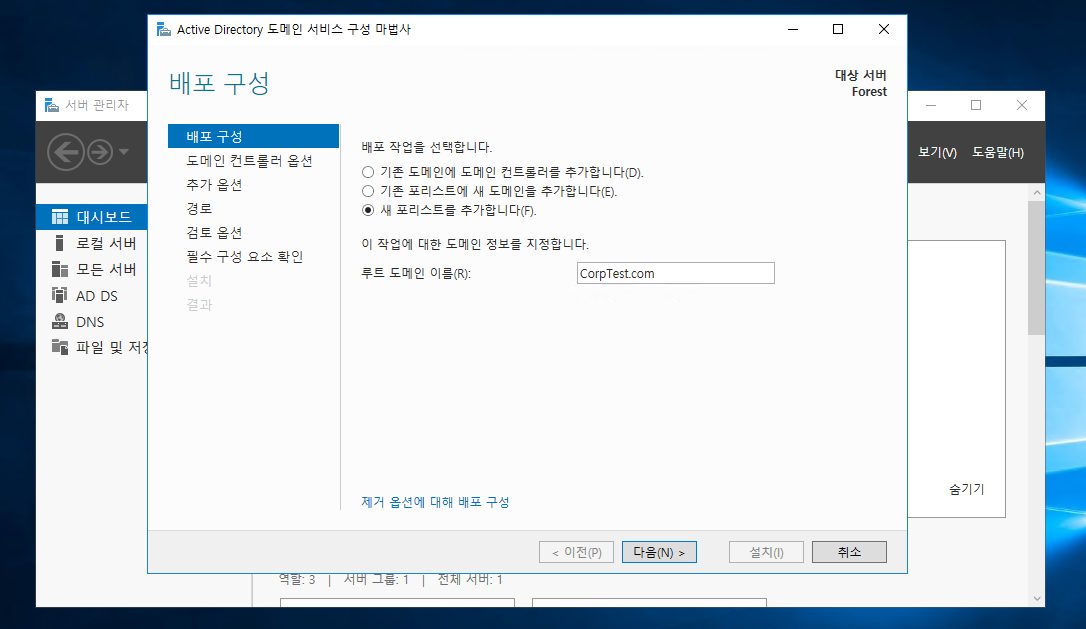 Active Directory 도메인 서비스 구성 마법사
배포 구성
대상 서버
Forest
서버 관리자
보기(V) 도움말(H)
대시보드
로컬 서버
모든 서버
AD DS
DNS
파일 및 저장
배포 구성
도메인 컨트롤러 옵션
추가 옵션
경로
검토 옵션
필수 구성 요소 확인
설치
결과
배포 작업을 선택합니다.
기존 도메인에 도메인 컨트롤러를 추가합니다(D).
기존 포리스트에 새 도메인을 추가합니다(E).
새 포리스트를 추가합니다(F).
이 작업에 대한 도메인 정보를 지정합니다.
루트 도메인 이름(R): CorpTest.com
제거 옵션에 대해 배포 구성
숨기기
< 이전(P) 다음(N) > 설치(I) 취소
역할: 3 | 서버 그룹: 1 | 전체 서버: 1